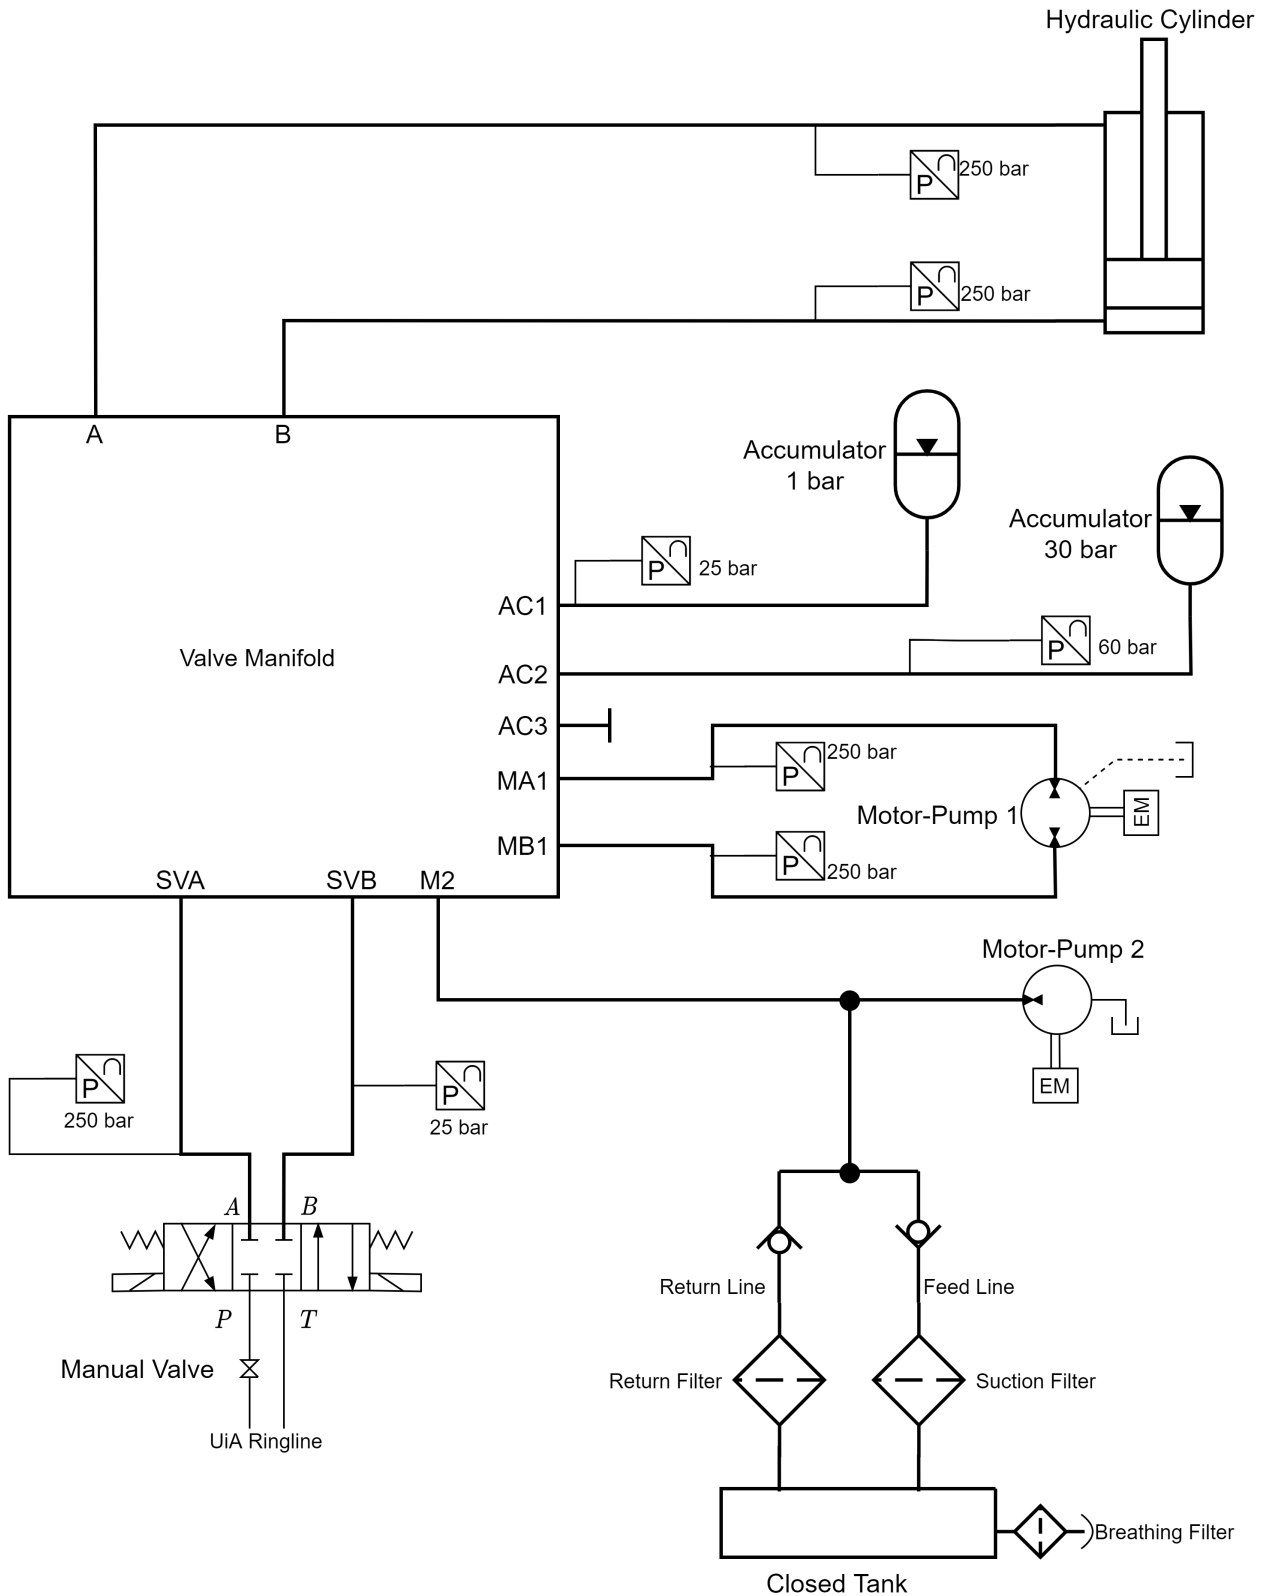 Hydraulic Cylinder
P
250 bar
P
250 bar
A
B
Accumulator
1 bar
Accumulator
30 bar
P
25 bar
AC1
Valve Manifold
P
60 bar
AC2
AC3
P
250 bar
MA1
Motor-Pump 1
EM
MB1
P
250 bar
SVA
SVB
M2
Motor-Pump 2
EM
P
250 bar
P
25 bar
A
B
P
T
Return Line
Feed Line
Manual Valve
Return Filter
Suction Filter
UiA Ringline
Breathing Filter
Closed Tank